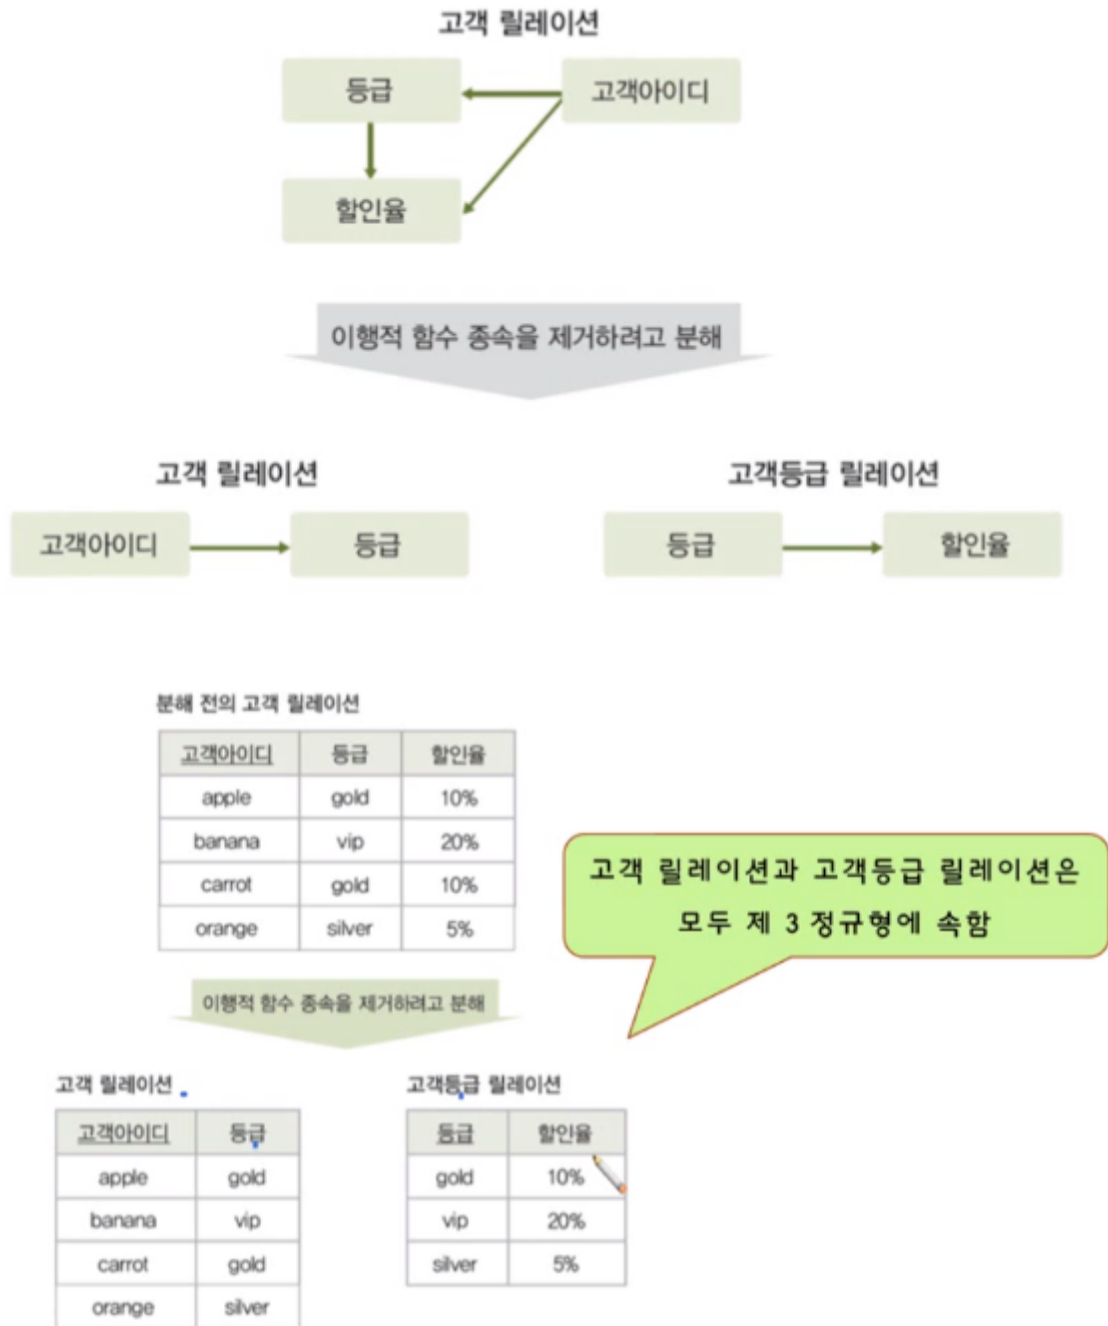 고객 릴레이션
등급 고객아이디
할인율
이행적 함수 종속을 제거하려고 분해
고객 릴레이션
고객아이디 등급
고객등급 릴레이션
등급 할인율
분해 전의 고객 릴레이션
고객아이디 등급 할인율
apple gold 10%
banana vip 20%
carrot gold 10%
orange silver 5%
고객 릴레이션과 고객등급 릴레이션은
모두 제 3 정규형에 속함
이행적 함수 종속을 제거하려고 분해
고객 릴레이션
고객아이디 등급
apple gold
banana vip
carrot gold
orange silver
고객등급 릴레이션
등급 할인율
gold 10%
vip 20%
silver 5%